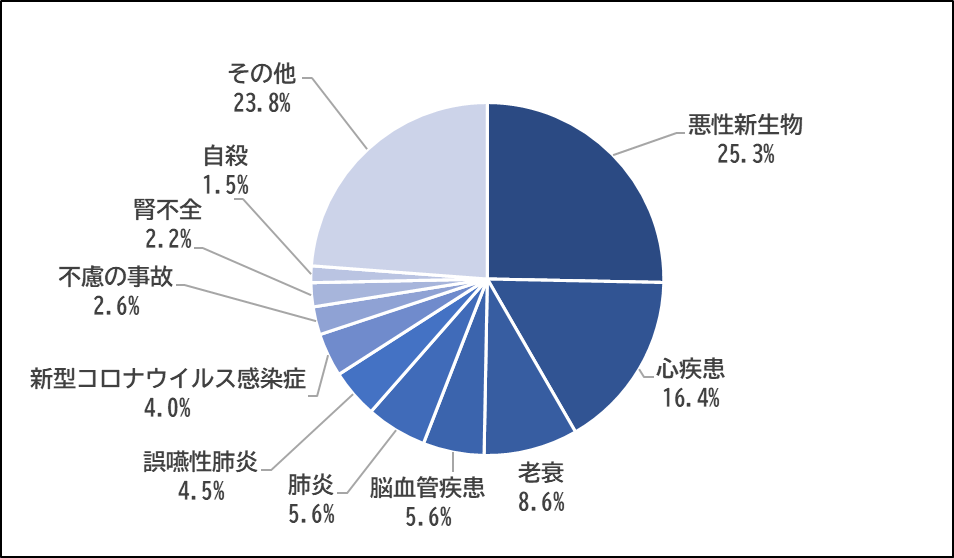 悪性新生物
25.3%
心疾患
16.4%
老衰
8.6%
脳血管疾患
5.6%
肺炎
5.6%
誤嚥性肺炎
4.5%
新型コロナウイルス感染症
4.0%
不慮の事故
2.6%
腎不全
2.2%
自殺
1.5%
その他
23.8%